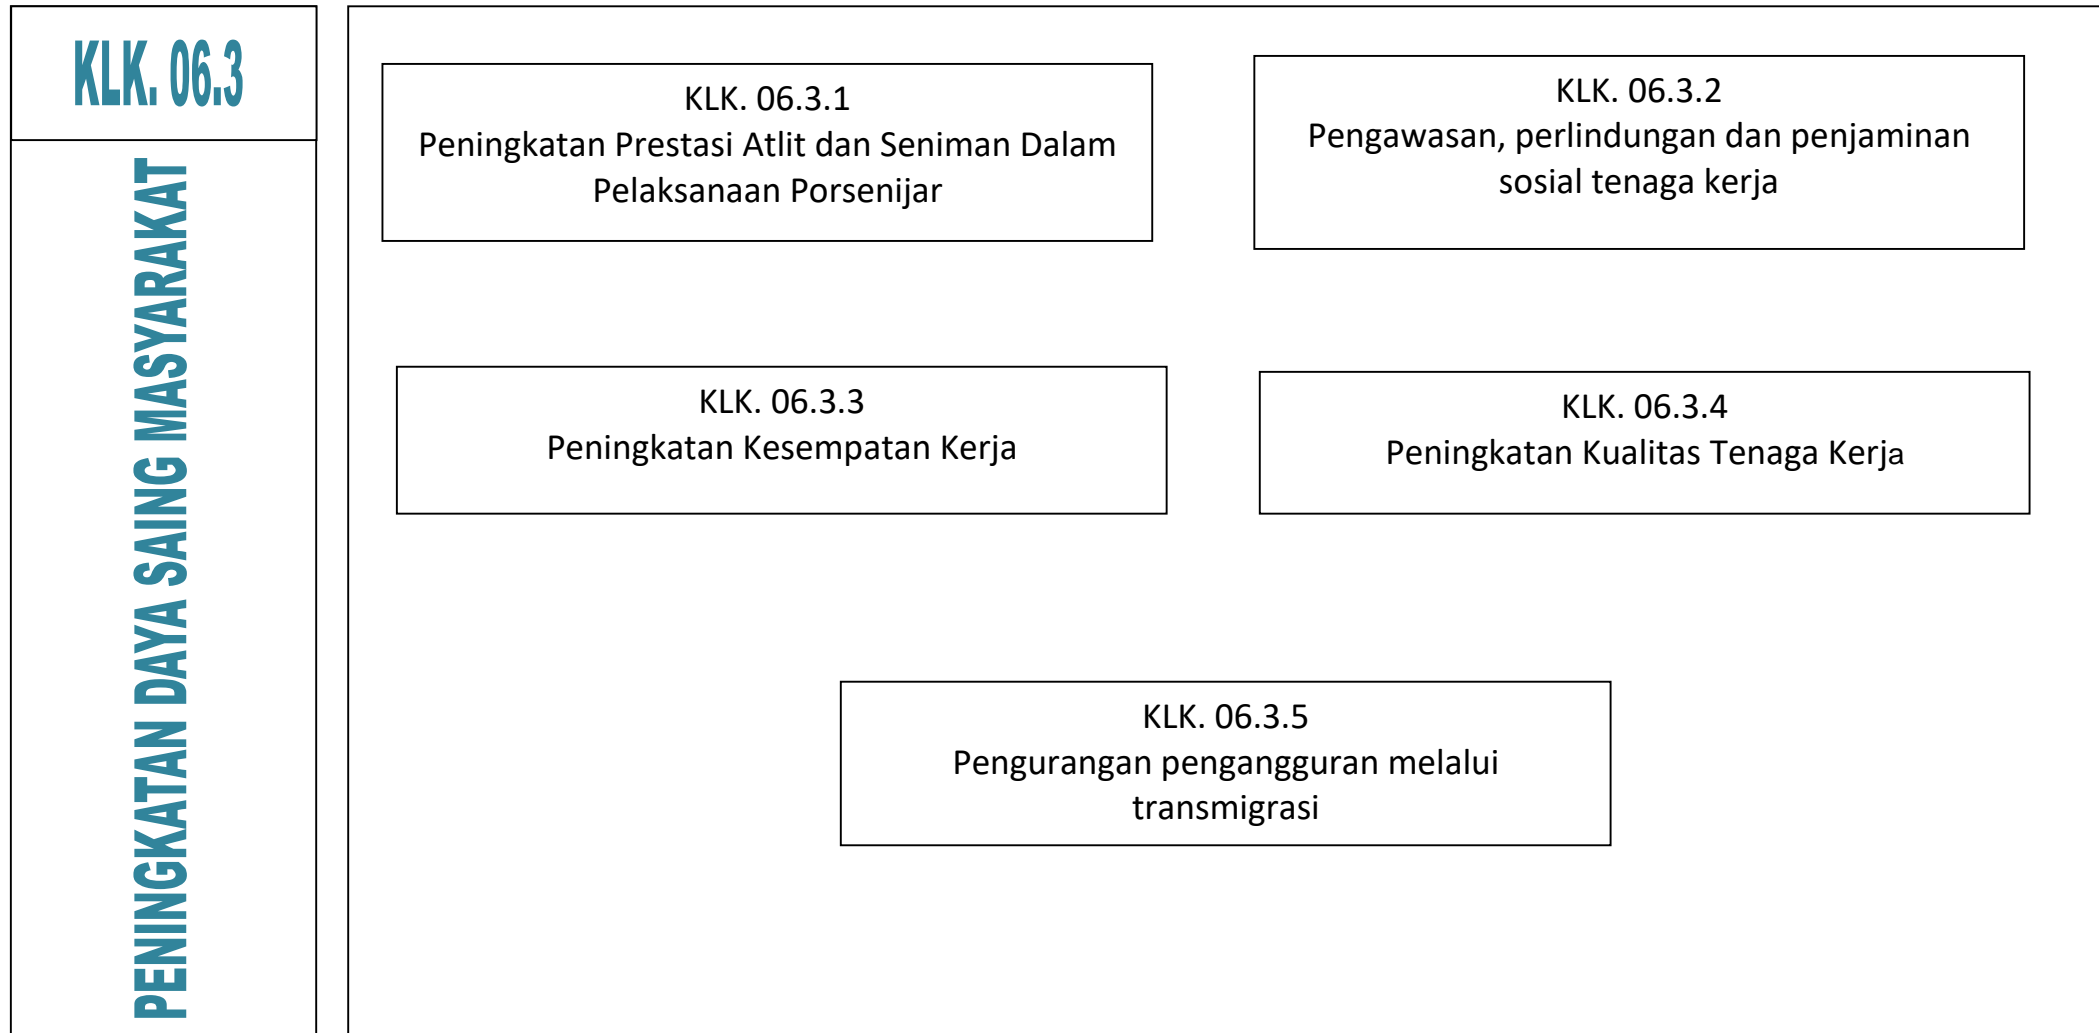 KLK. 06.3
PENINGKATAN DAYA SAING MASYARAKAT
KLK. 06.3.1
Peningkatan Prestasi Atlit dan Seniman Dalam
Pelaksanaan Porsenijar
KLK. 06.3.2
Pengawasan, perlindungan dan penjaminan
sosial tenaga kerja
KLK. 06.3.3
Peningkatan Kesempatan Kerja
KLK. 06.3.4
Peningkatan Kualitas Tenaga Kerja
KLK. 06.3.5
Pengurangan pengangguran melalui
transmigrasi